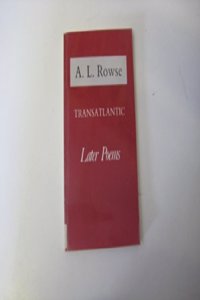 A. L. Rowse
TRANSATLANTIC
Later Poems